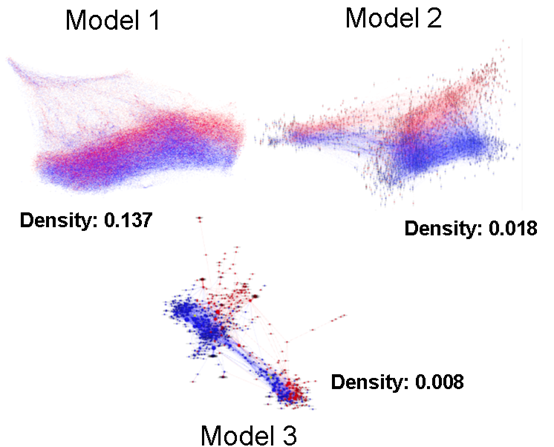 Model 1
Model 2
Density: 0.137
Density: 0.018
Density: 0.008
Model 3